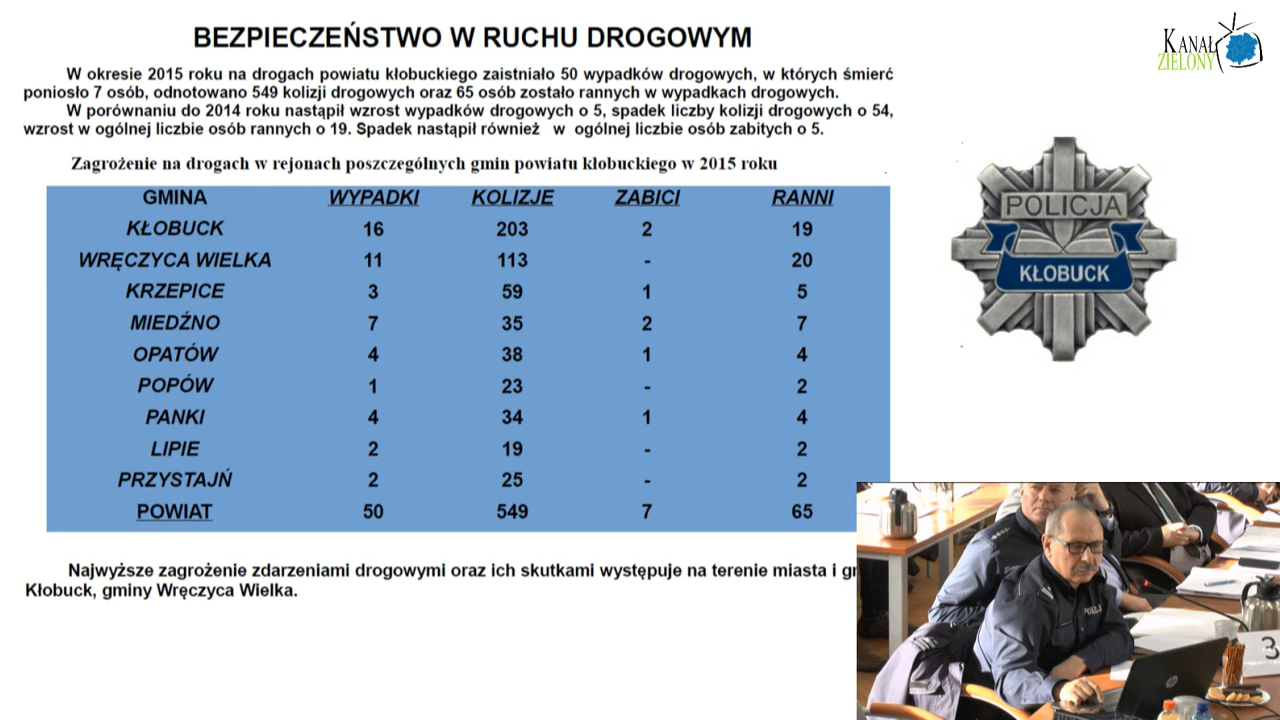 BEZPIECZEŃSTWO W RUCHU DROGOWYM
KANAŁ
ZIELONY
W okresie 2015 roku na drogach powiatu kłobuckiego zaistniało 50 wypadków drogowych, w których śmierć
poniosło 7 osób, odnotowano 549 kolizji drogowych oraz 65 osób zostało rannych w wypadkach drogowych.
W porównaniu do 2014 roku nastąpił wzrost wypadków drogowych o 5, spadek liczby kolizji drogowych o 54,
wzrost w ogólnej liczbie osób rannych o 19. Spadek nastąpił również w ogólnej liczbie osób zabitych o 5.
Zagrożenie na drogach w rejonach poszczególnych gmin powiatu kłobuckiego w 2015 roku
GMINA WYPADKI KOLIZJE ZABICI RANNI
KŁOBUCK 16 203 2 19
WRĘCZYCA WIELKA 11 113 - 20
KRZEPICE 3 59 1 5
MIEDŹNO 7 35 2 7
OPATÓW 4 38 1 4
POPÓW 1 23 - 2
PANKI 4 34 1 4
LIPIE 2 19 - 2
PRZYSTAJŃ 2 25 - 2
POWIAT 50 549 7 65
POLICJA
KŁOBUCK
Najwyższe zagrożenie zdarzeniami drogowymi oraz ich skutkami występuje na terenie miasta i
Kłobuck, gminy Wręczyca Wielka.
hp
3